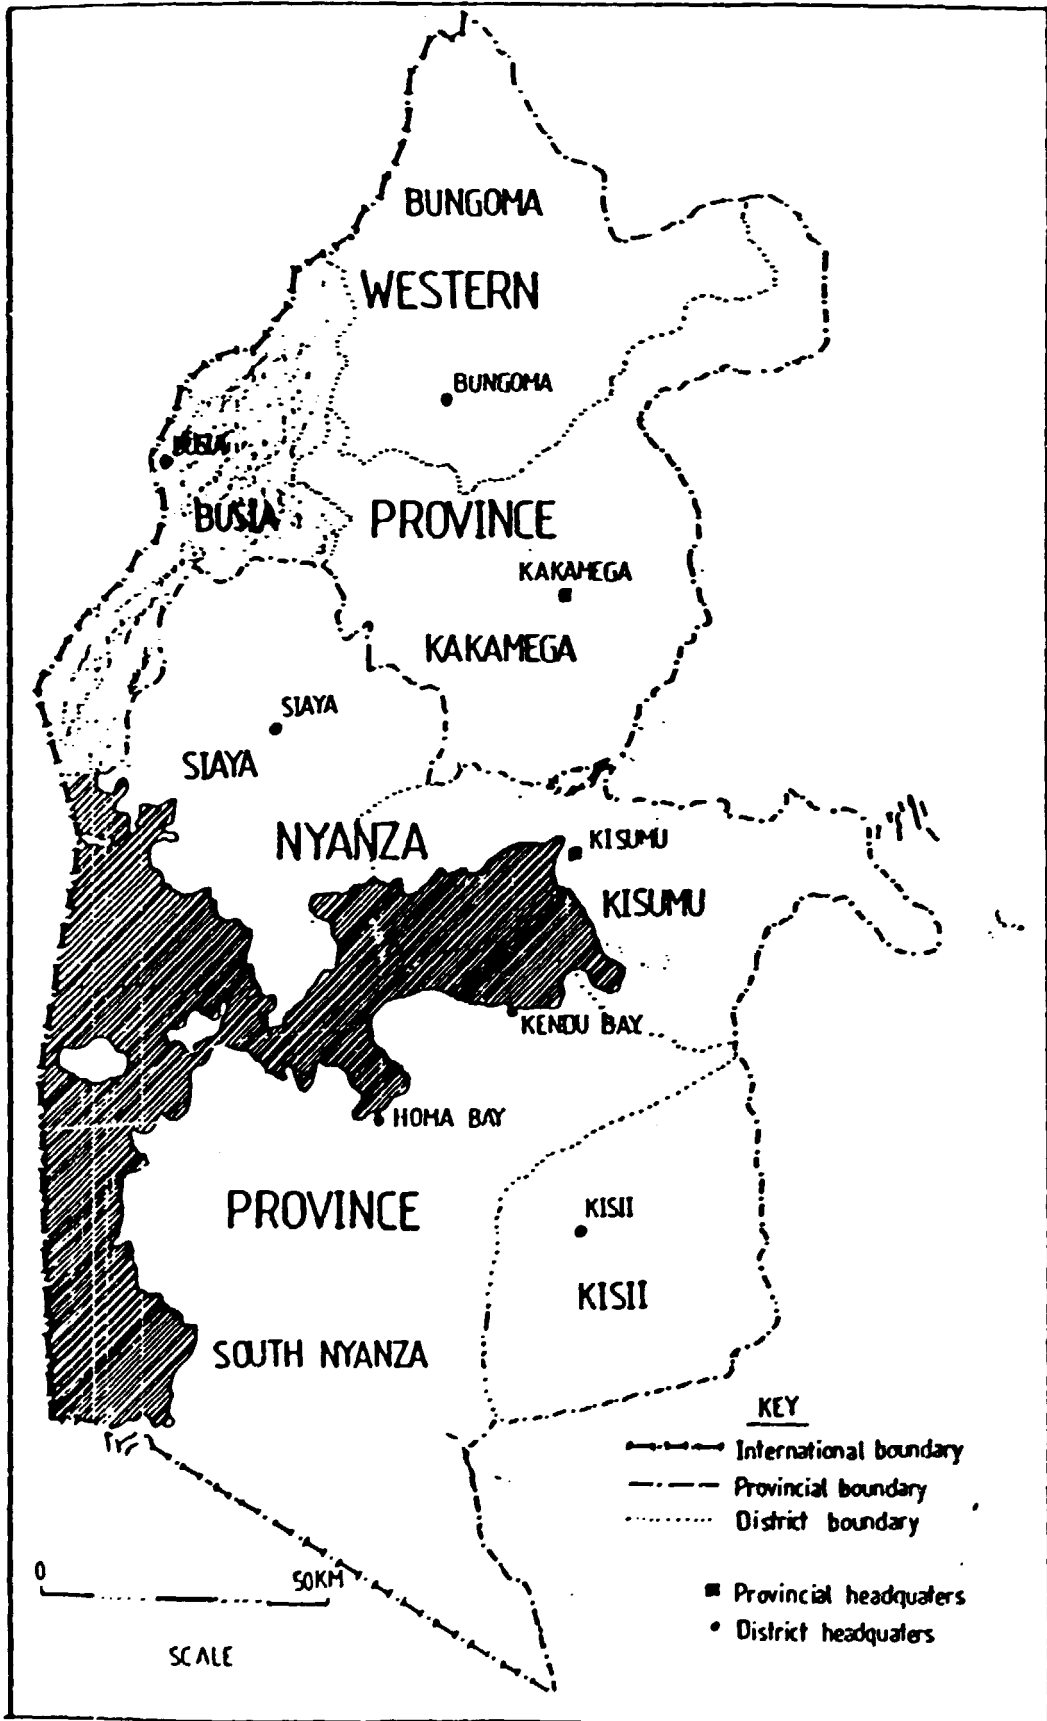 BUNGOMA
WESTERN
BUNGOMA
BUSIA
BUSIA
PROVINCE
KAKAMEGA
KAKAMEGA
SIAYA
SIAYA
NYANZA
KISUMU
KISUMU
KENDU BAY
HOMA BAY
PROVINCE
KISII
KISII
SOUTH NYANZA
KEY
International boundary
Provincial boundary
District boundary
0 50KM
SCALE
Provincial headquaters
District headquaters